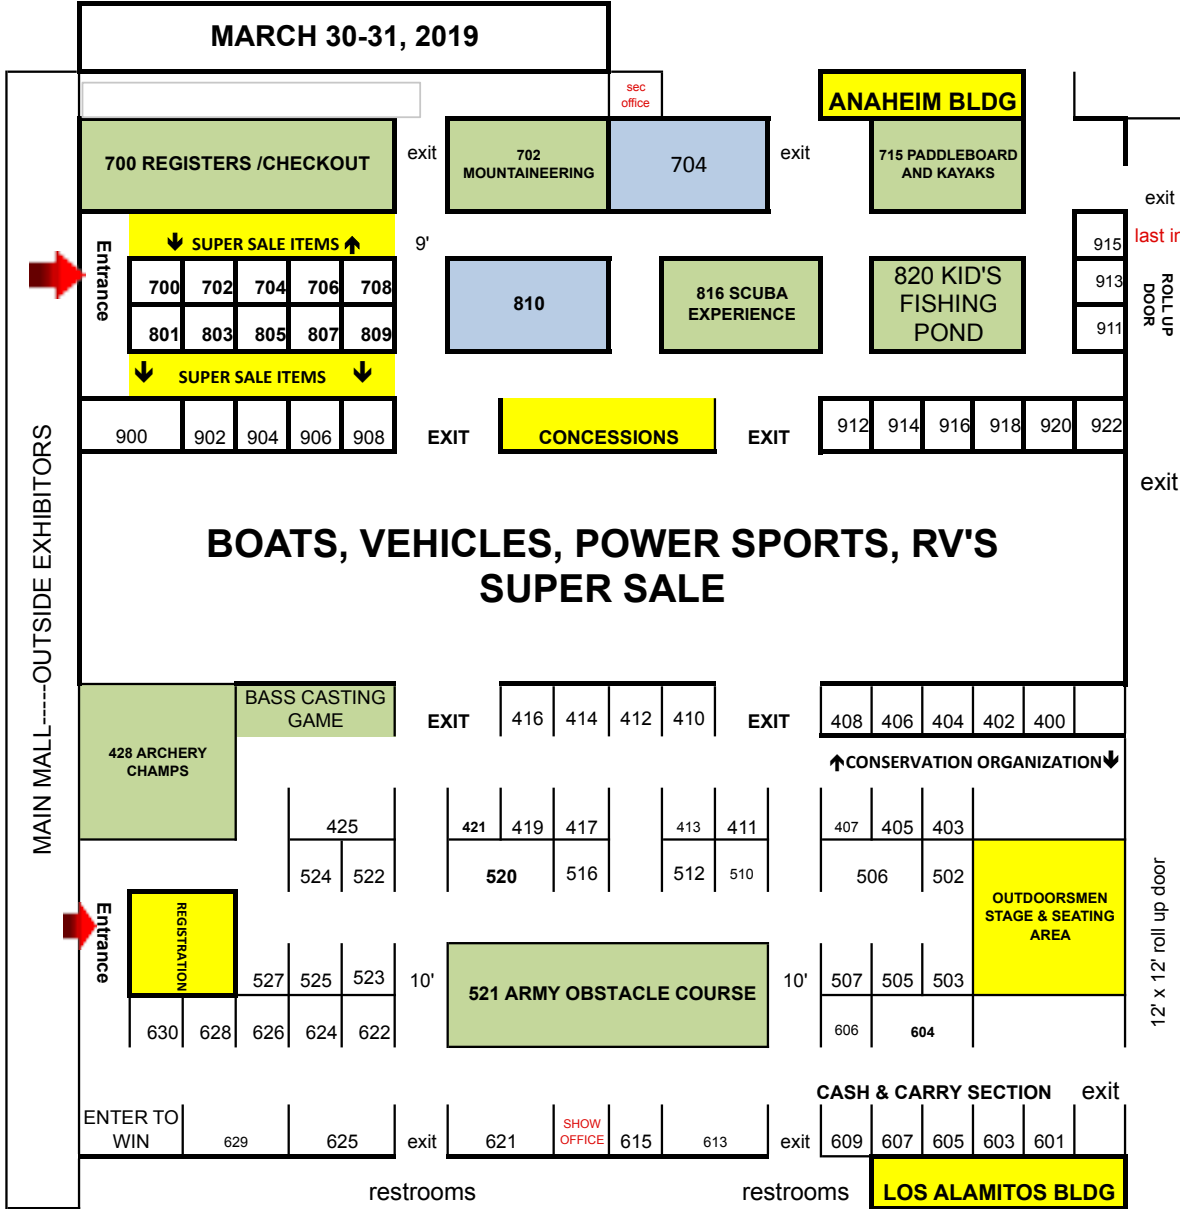 MARCH 30-31, 2019
sec
office
ANAHEIM BLDG
700 REGISTERS /CHECKOUT
exit
702
MOUNTAINEERING
704
exit
715 PADDLEBOARD
AND KAYAKS
exit
Entrance
SUPER SALE ITEMS
9'
915
last in
700 702 704 706 708
810
816 SCUBA
EXPERIENCE
820 KID'S
FISHING
POND
913
ROLL UP
DOOR
801 803 805 807 809
911
SUPER SALE ITEMS
900 902 904 906 908
EXIT
CONCESSIONS
EXIT
912 914 916 918 920 922
exit
MAIN MALL-----OUTSIDE EXHIBITORS
BOATS, VEHICLES, POWER SPORTS, RV'S
SUPER SALE
428 ARCHERY
CHAMPS
BASS CASTING
GAME
EXIT
416 414 412 410
EXIT
408 406 404 402 400
CONSERVATION ORGANIZATION
425
421 419 417
413 411
407 405 403
524 522
520 516
512 510
506 502
OUTDOORSMEN
STAGE & SEATING
AREA
12' x 12' roll up door
Entrance
REGISTRATION
527 525 523
10'
521 ARMY OBSTACLE COURSE
10'
507 505 503
630 628 626 624 622
606 604
CASH & CARRY SECTION
exit
ENTER TO
WIN
629 625
exit
621
SHOW
OFFICE
615 613
exit
609 607 605 603 601
restrooms
restrooms
LOS ALAMITOS BLDG